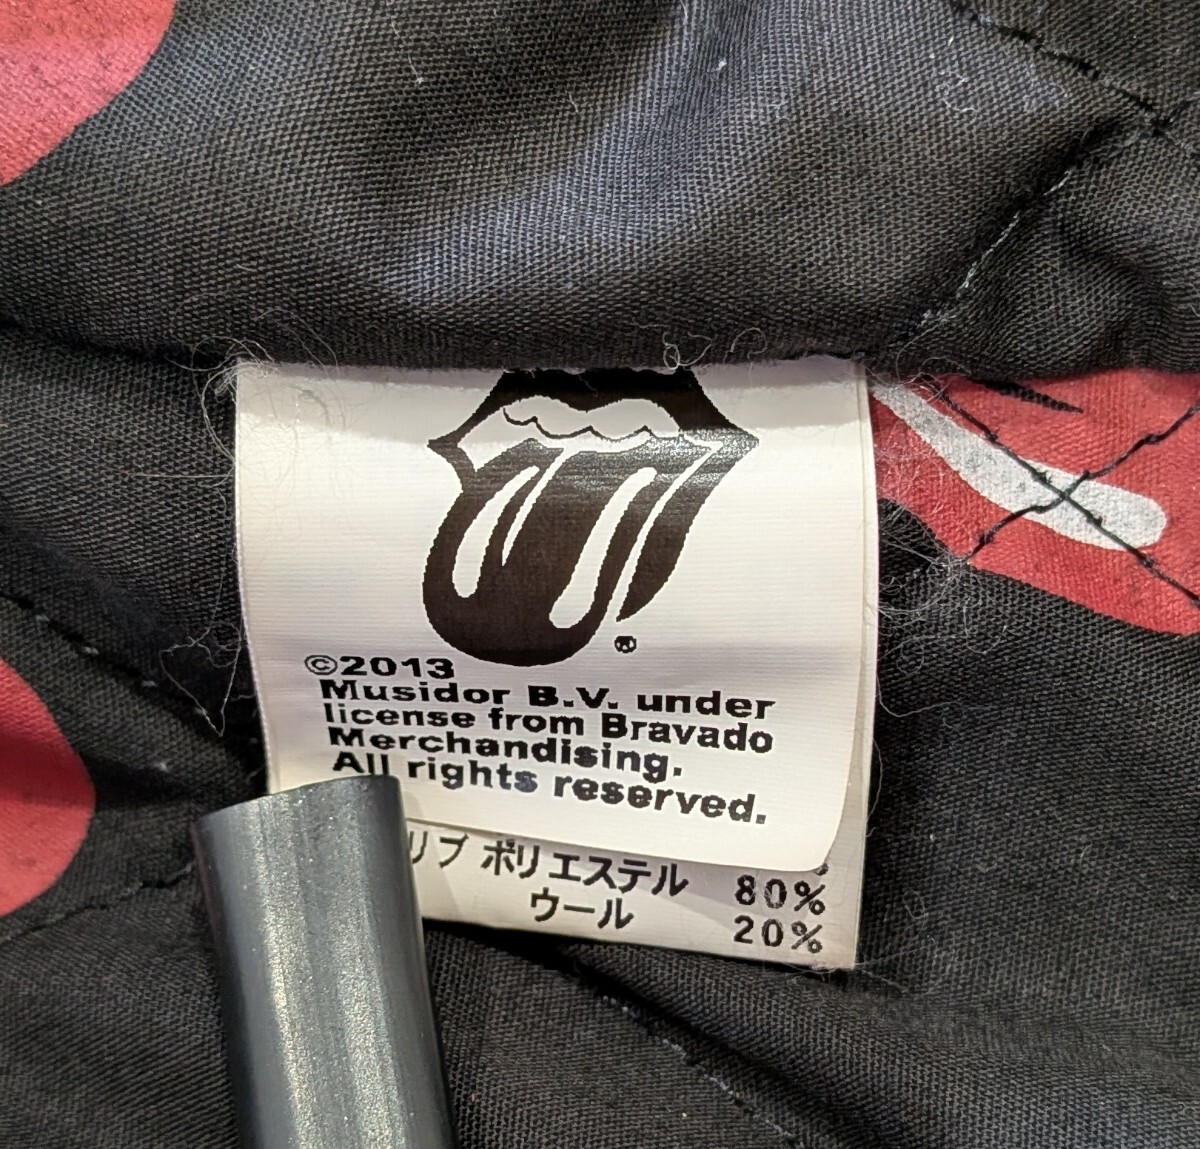 ©2013
Musidor B.V. under
license from Bravado
Merchandising.
All rights reserved.
リブ ポリエステル 80%
ウール 20%